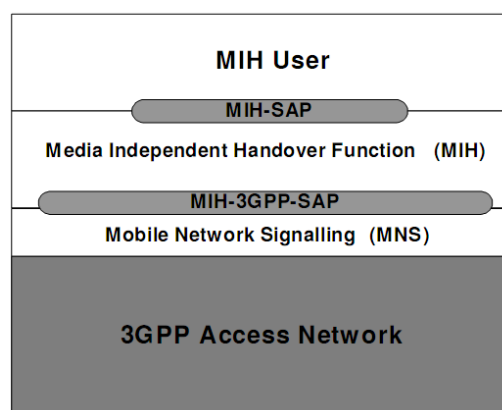 MIH User
MIH-SAP
Media Independent Handover Function (MIH)
MIH-3GPP-SAP
Mobile Network Signalling (MNS)
3GPP Access Network